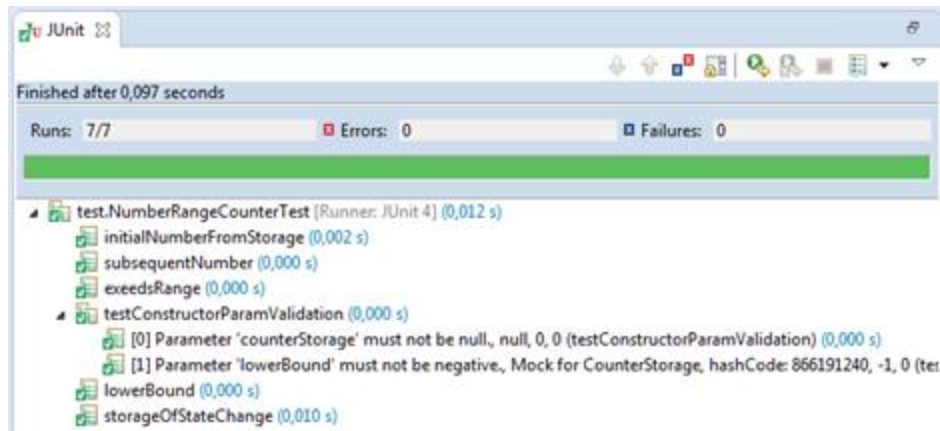 JUnit
Finished after 0,097 seconds
Runs: 7/7 Errors: 0 Failures: 0
test.NumberRangeCounterTest [Runner: JUnit 4] (0,012 s)
initialNumberFromStorage (0,002 s)
subsequentNumber (0,000 s)
exeedsRange (0,000 s)
testConstructorParamValidation (0,000 s)
[0] Parameter 'counterStorage' must not be null., null, 0, 0 (testConstructorParamValidation) (0,000 s)
[1] Parameter 'lowerBound' must not be negative., Mock for CounterStorage, hashCode: 866191240, -1, 0 (tes
lowerBound (0,000 s)
storageOfStateChange (0,010 s)